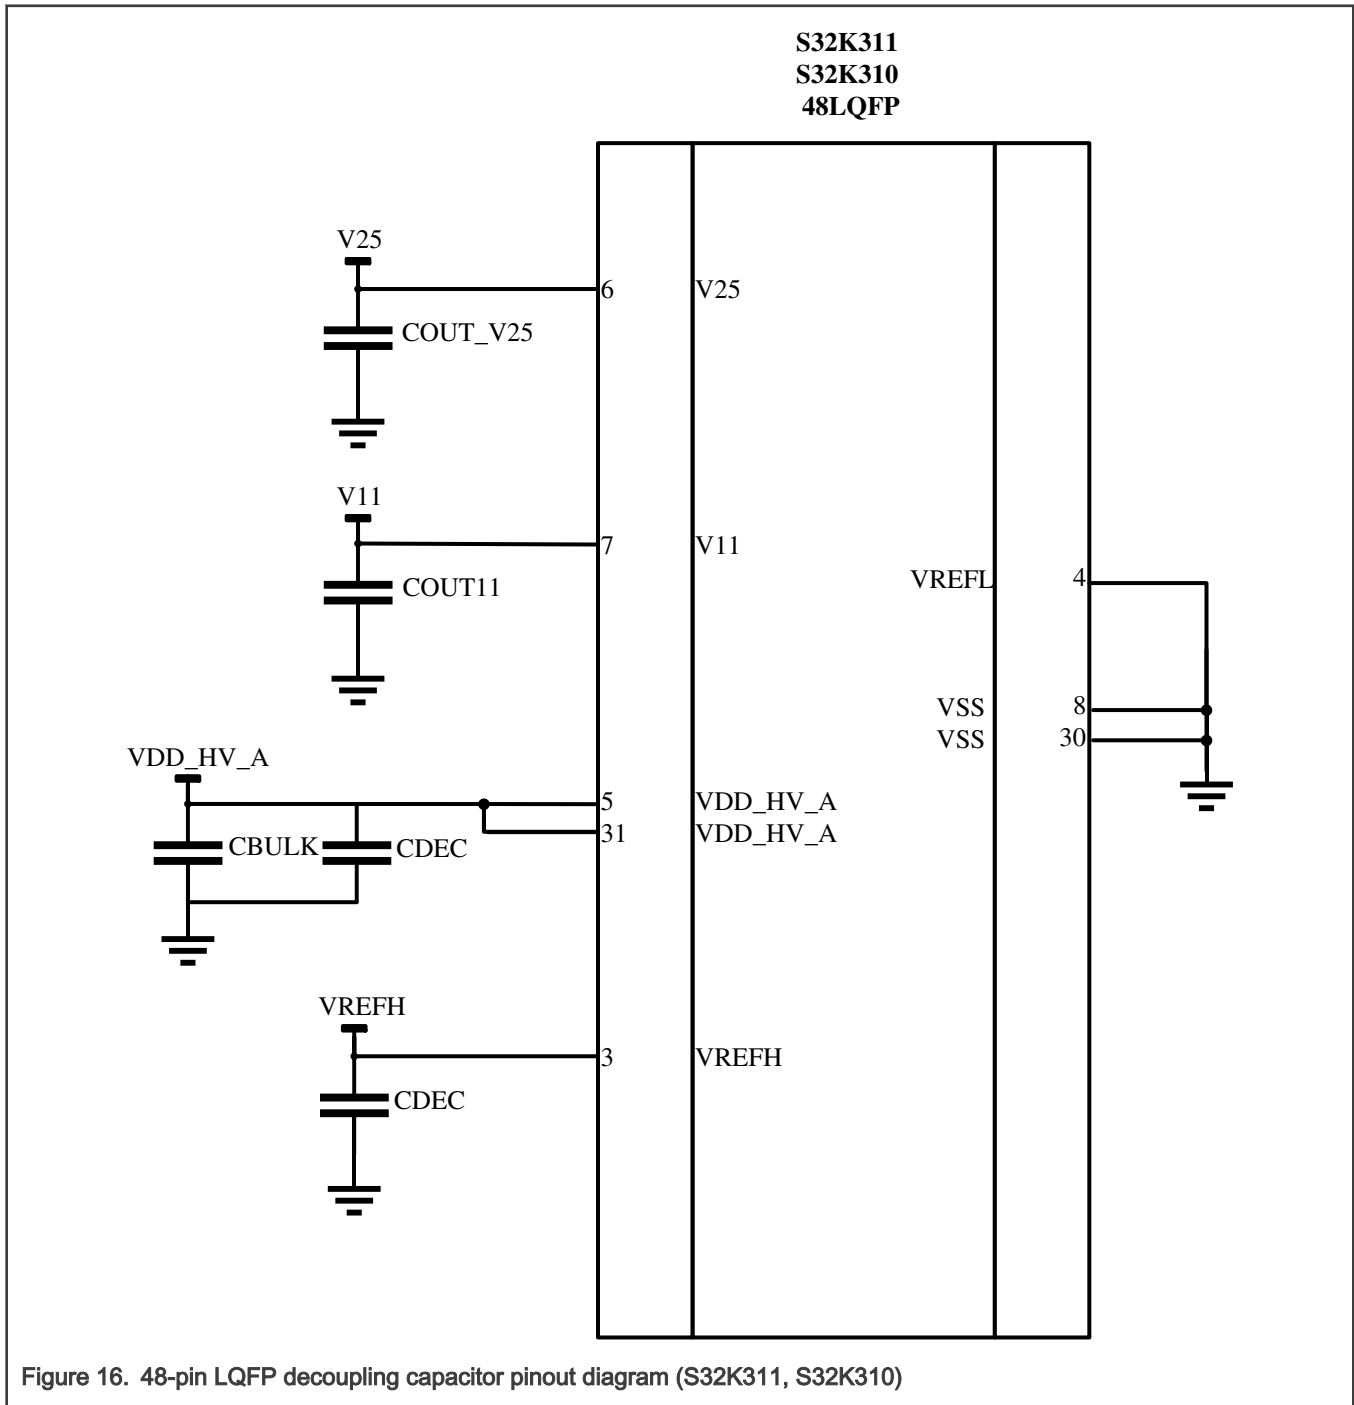 S32K311
S32K310
48LQFP
V25
6 V25
COUT_V25
V11
7 V11
COUT11
VREFL 4
VSS 8
VSS 30
VDD_HV_A
5 VDD_HV_A
31 VDD_HV_A
CBULK CDEC
VREFH
3 VREFH
CDEC
Figure 16. 48-pin LQFP decoupling capacitor pinout diagram (S32K311, S32K310)